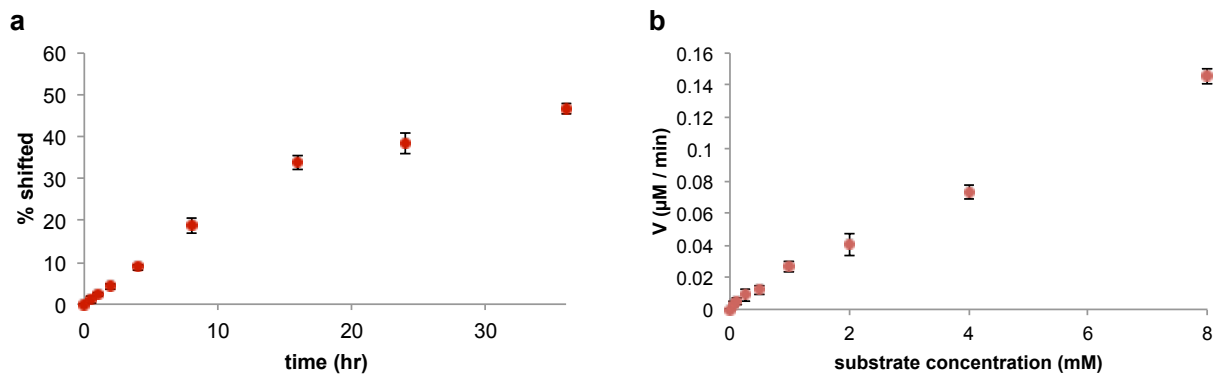 a
60
50
40
30
20
10
0
% shifted
0 10 20 30
time (hr)
b
0.16
0.14
0.12
0.1
0.08
0.06
0.04
0.02
0
V (µM / min)
0 2 4 6 8
substrate concentration (mM)